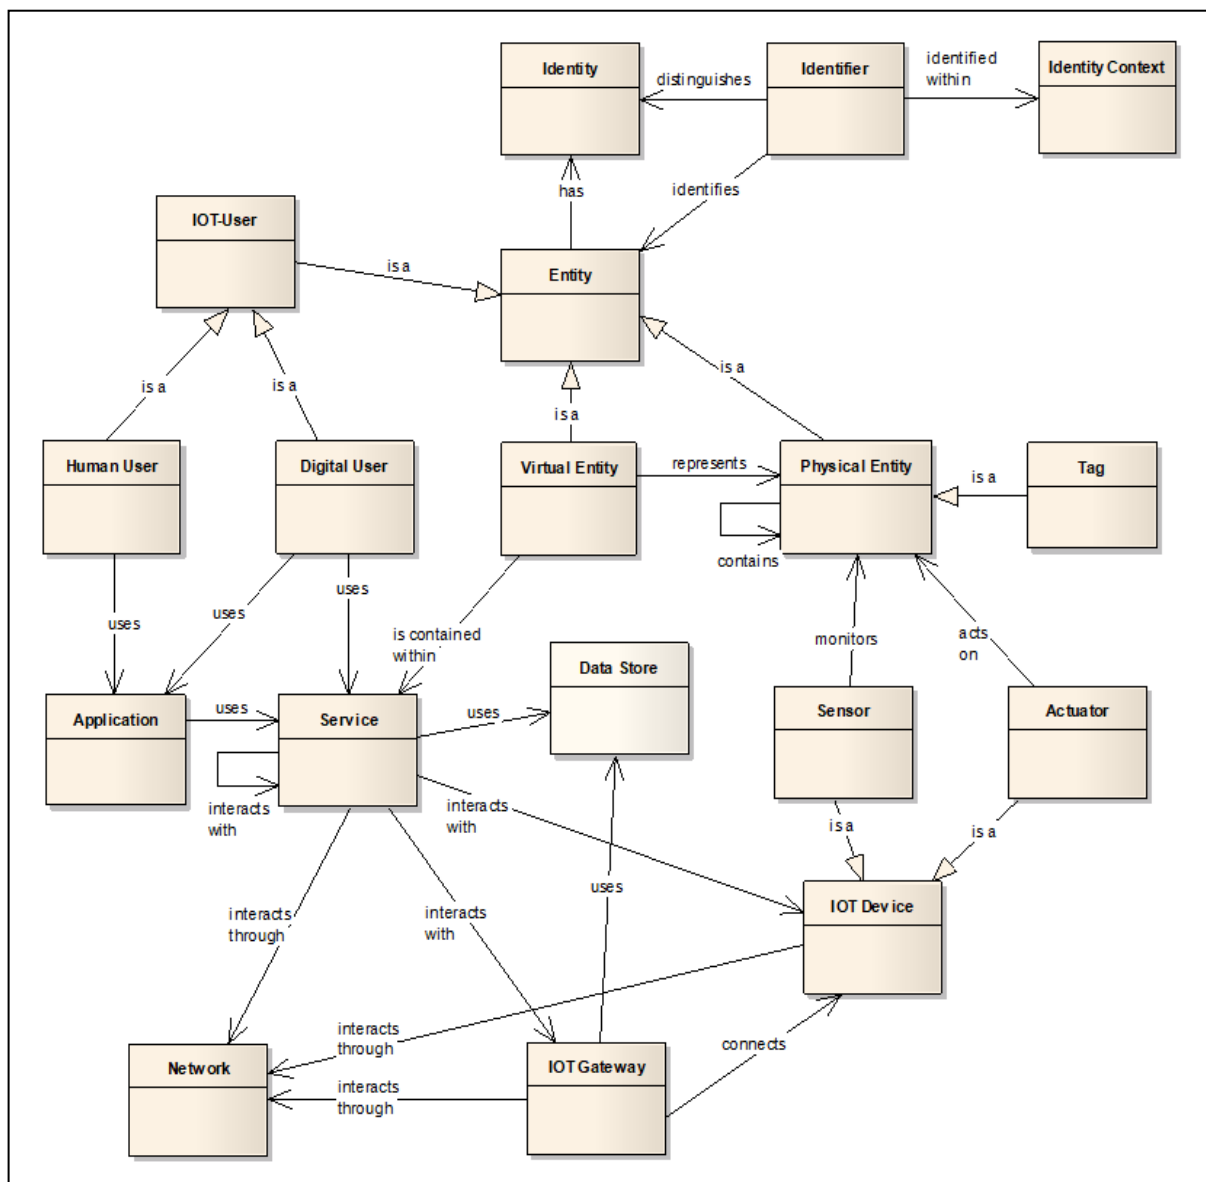 Identity
Identifier
Identity Context
distinguishes
identified
within
has
identifies
IOT-User
is a
Entity
is a
is a
is a
is a
Human User
Digital User
Virtual Entity
represents
Physical Entity
is a
Tag
contains
uses
uses
uses
is contained
within
monitors
acts
on
Application
uses
Service
uses
Data Store
Sensor
Actuator
interacts
with
interacts
with
is a
is a
uses
interacts
through
interacts
with
IOT Device
interacts
through
connects
Network
IOT Gateway
interacts
through